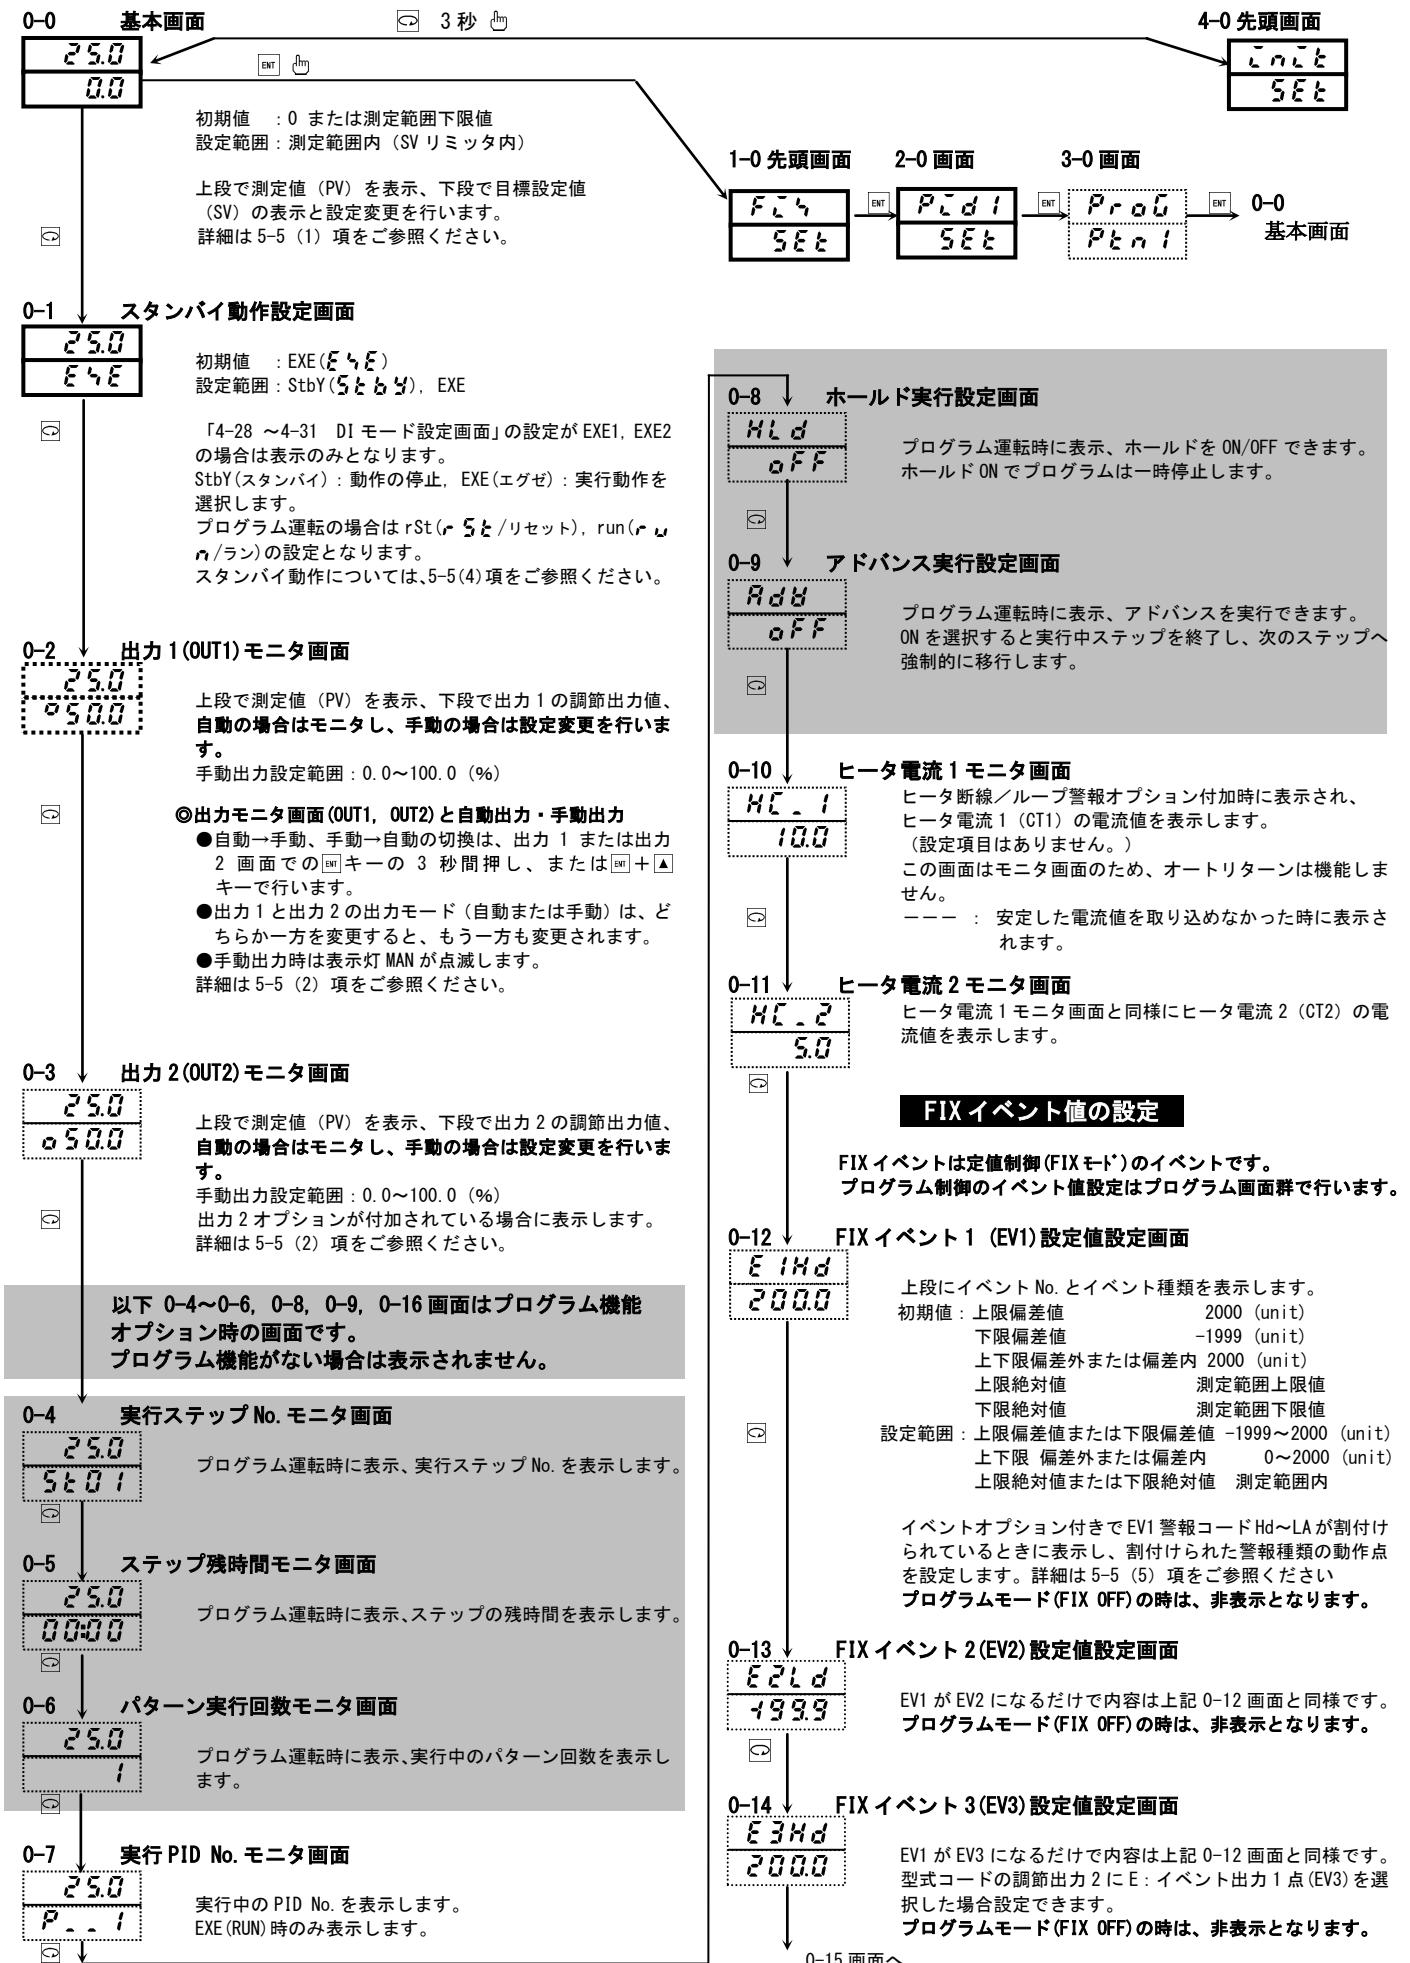 0-0 基本画面
3 秒
4-0 先頭画面
25.0
0.0
ENT
init
SEt
初期値 :0 または測定範囲下限値
設定範囲:測定範囲内(SV リミッタ内)
上段で測定値(PV)を表示、下段で目標設定値
(SV)の表示と設定変更を行います。
詳細は 5-5(1)項をご参照ください。
1-0 先頭画面 2-0 画面 3-0 画面
FiX
SEt
ENT
Pid1
SEt
ENT
ProG
Ptn1
ENT
0-0
基本画面
0-1 スタンバイ動作設定画面
25.0
EXE
初期値 :EXE(EXE)
設定範囲:StbY(StbY), EXE
「4-28 ~4-31 DI モード設定画面」の設定が EXE1, EXE2
の場合は表示のみとなります。
StbY(スタンバイ):動作の停止, EXE(エグゼ):実行動作を
選択します。
プログラム運転の場合は rSt(rSt/リセット), run(ru
n/ラン)の設定となります。
スタンバイ動作については、5-5(4)項をご参照ください。
0-2 出力 1(OUT1)モニタ画面
25.0
o50.0
上段で測定値(PV)を表示、下段で出力 1 の調節出力値、
自動の場合はモニタし、手動の場合は設定変更を行いま
す。
手動出力設定範囲:0.0~100.0(%)
◎出力モニタ画面(OUT1, OUT2)と自動出力・手動出力
●自動→手動、手動→自動の切換は、出力 1 または出力
2 画面での ENT キーの 3 秒間押し、または ENT+▲
キーで行います。
●出力 1 と出力 2 の出力モード(自動または手動)は、ど
ちらか一方を変更すると、もう一方も変更されます。
●手動出力時は表示灯 MAN が点滅します。
詳細は 5-5(2)項をご参照ください。
0-3 出力 2(OUT2)モニタ画面
25.0
o50.0
上段で測定値(PV)を表示、下段で出力 2 の調節出力値、
自動の場合はモニタし、手動の場合は設定変更を行いま
す。
手動出力設定範囲:0.0~100.0(%)
出力 2 オプションが付加されている場合に表示します。
詳細は 5-5(2)項をご参照ください。
以下 0-4~0-6, 0-8, 0-9, 0-16 画面はプログラム機能
オプション時の画面です。
プログラム機能がない場合は表示されません。
0-4 実行ステップ No. モニタ画面
25.0
St01
プログラム運転時に表示、実行ステップ No. を表示します。
0-5 ステップ残時間モニタ画面
25.0
00:00
プログラム運転時に表示、ステップの残時間を表示します。
0-6 パターン実行回数モニタ画面
25.0
1
プログラム運転時に表示、実行中のパターン回数を表示し
ます。
0-7 実行 PID No. モニタ画面
25.0
P__1
実行中の PID No. を表示します。
EXE(RUN)時のみ表示します。
0-8 ホールド実行設定画面
HLd
oFF
プログラム運転時に表示、ホールドを ON/OFF できます。
ホールド ON でプログラムは一時停止します。
0-9 アドバンス実行設定画面
AdV
oFF
プログラム運転時に表示、アドバンスを実行できます。
ON を選択すると実行中ステップを終了し、次のステップへ
強制的に移行します。
0-10 ヒータ電流 1 モニタ画面
HC_1
10.0
ヒータ断線/ループ警報オプション付加時に表示され、
ヒータ電流 1(CT1)の電流値を表示します。
(設定項目はありません。)
この画面はモニタ画面のため、オートリターンは機能しま
せん。
--- : 安定した電流値を取り込めなかった時に表示さ
れます。
0-11 ヒータ電流 2 モニタ画面
HC_2
5.0
ヒータ電流 1 モニタ画面と同様にヒータ電流 2(CT2)の電
流値を表示します。
FIX イベント値の設定
FIX イベントは定値制御(FIX モード)のイベントです。
プログラム制御のイベント値設定はプログラム画面群で行います。
0-12 FIX イベント 1 (EV1)設定値設定画面
E1Hd
200.0
上段にイベント No. とイベント種類を表示します。
初期値:上限偏差値 2000 (unit)
下限偏差値 -1999 (unit)
上下限偏差外または偏差内 2000 (unit)
上限絶対値 測定範囲上限値
下限絶対値 測定範囲下限値
設定範囲:上限偏差値または下限偏差値 -1999~2000 (unit)
上下限 偏差外または偏差内 0~2000 (unit)
上限絶対値または下限絶対値 測定範囲内
イベントオプション付きで EV1 警報コード Hd~LA が割付け
られているときに表示し、割付けられた警報種類の動作点
を設定します。詳細は 5-5(5)項をご参照ください
プログラムモード(FIX OFF)の時は、非表示となります。
0-13 FIX イベント 2(EV2)設定値設定画面
E2Ld
-199.9
EV1 が EV2 になるだけで内容は上記 0-12 画面と同様です。
プログラムモード(FIX OFF)の時は、非表示となります。
0-14 FIX イベント 3(EV3)設定値設定画面
E3Hd
200.0
EV1 が EV3 になるだけで内容は上記 0-12 画面と同様です。
型式コードの調節出力 2 に E:イベント出力 1 点(EV3)を選
択した場合設定できます。
プログラムモード(FIX OFF)の時は、非表示となります。
0-15 画面へ